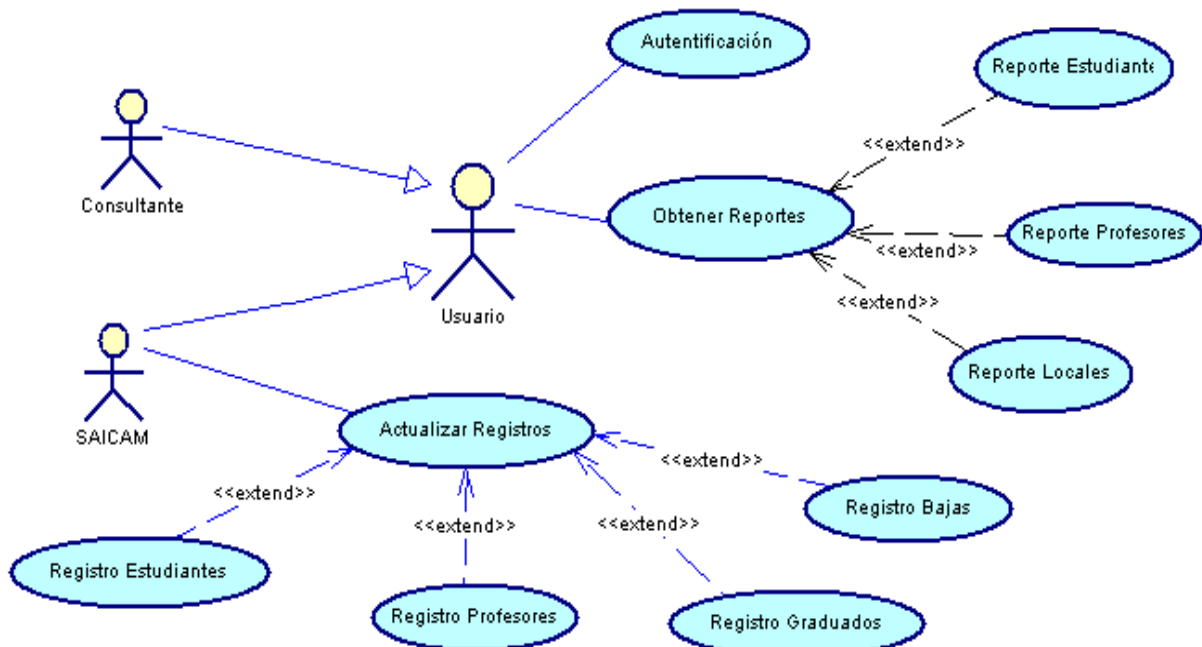 Autentificación
Reporte Estudiante
Consultante
<<extend>>
Obtener Reportes
Reporte Profesores
<<extend>>
<<extend>>
Usuario
Reporte Locales
SAICAM
Actualizar Registros
<<extend>>
<<extend>>
Registro Bajas
<<extend>>
<<extend>>
Registro Estudiantes
Registro Profesores
Registro Graduados